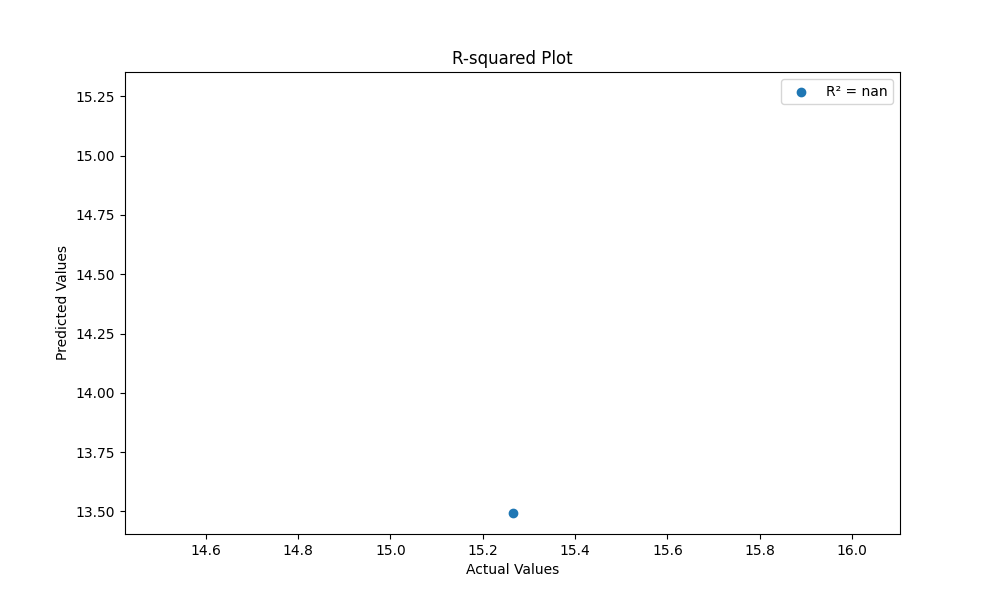 R-squared Plot
R² = nan
15.25
15.00
14.75
14.50
14.25
14.00
13.75
13.50
Predicted Values
14.6 14.8 15.0 15.2 15.4 15.6 15.8 16.0
Actual Values